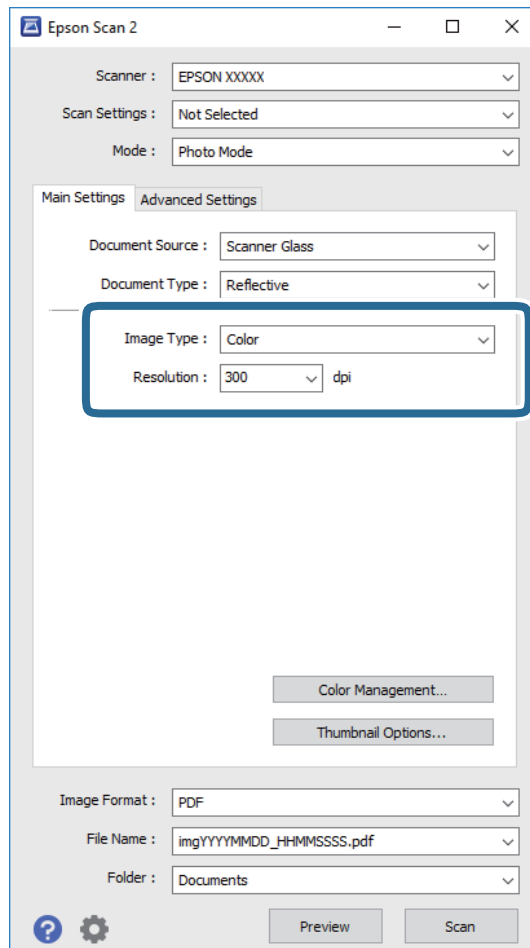 Epson Scan 2
Scanner : EPSON XXXXX
Scan Settings : Not Selected
Mode : Photo Mode
Main Settings Advanced Settings
Document Source : Scanner Glass
Document Type : Reflective
Image Type : Color
Resolution : 300 dpi
Color Management...
Thumbnail Options...
Image Format : PDF
File Name : imgYYYYMMDD_HHMMSSSS.pdf
Folder : Documents
? Preview Scan